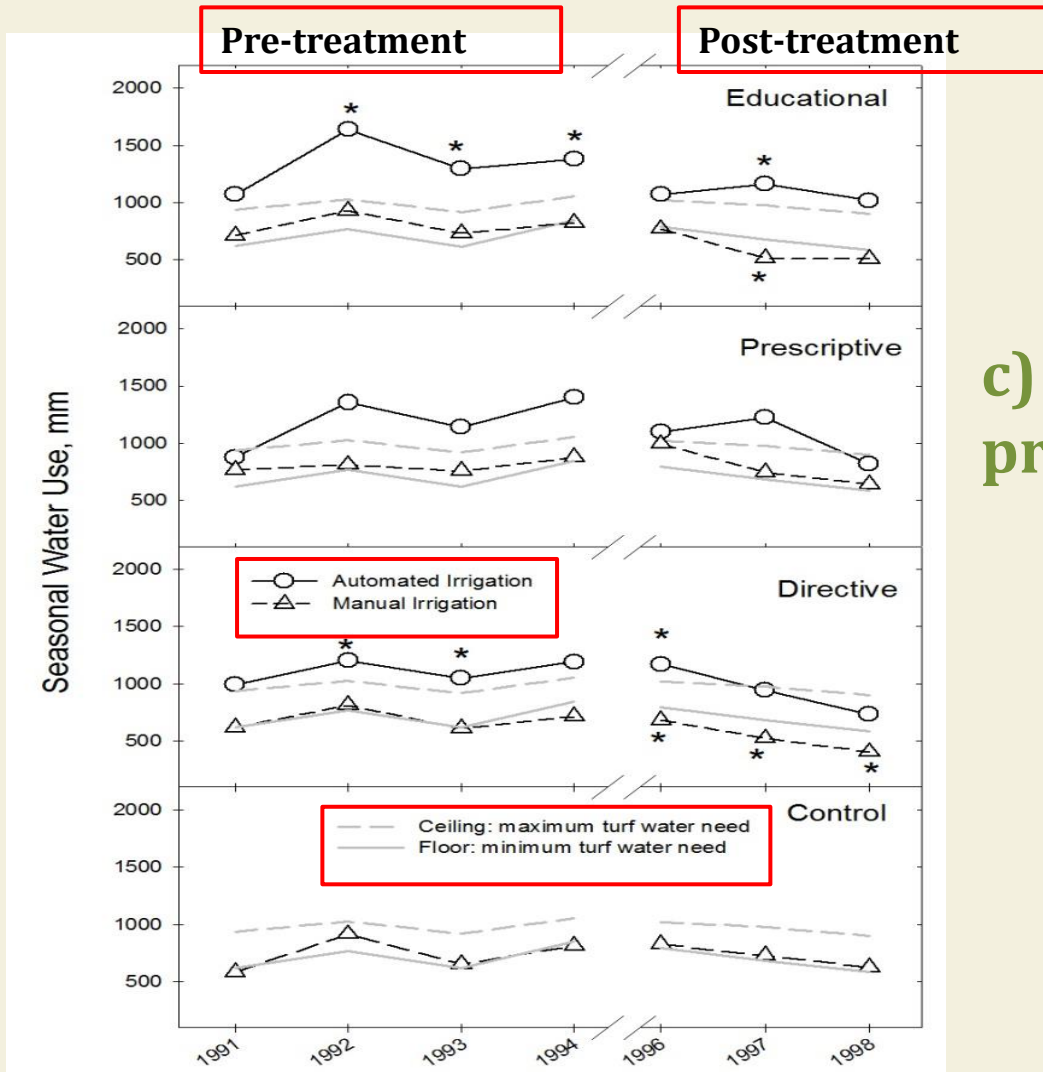 Pre-treatment
Post-treatment
Seasonal Water Use, mm
2000
Educational
*
*
*
*
1500
1000
500
*
2000
Prescriptive
1500
1000
500
c)
pr
2000
Automated Irrigation
Manual Irrigation
Directive
1500
*
*
*
1000
500
*
*
*
2000
Control
Ceiling: maximum turf water need
Floor: minimum turf water need
1500
1000
500
1991
1992
1993
1994
1996
1997
1998